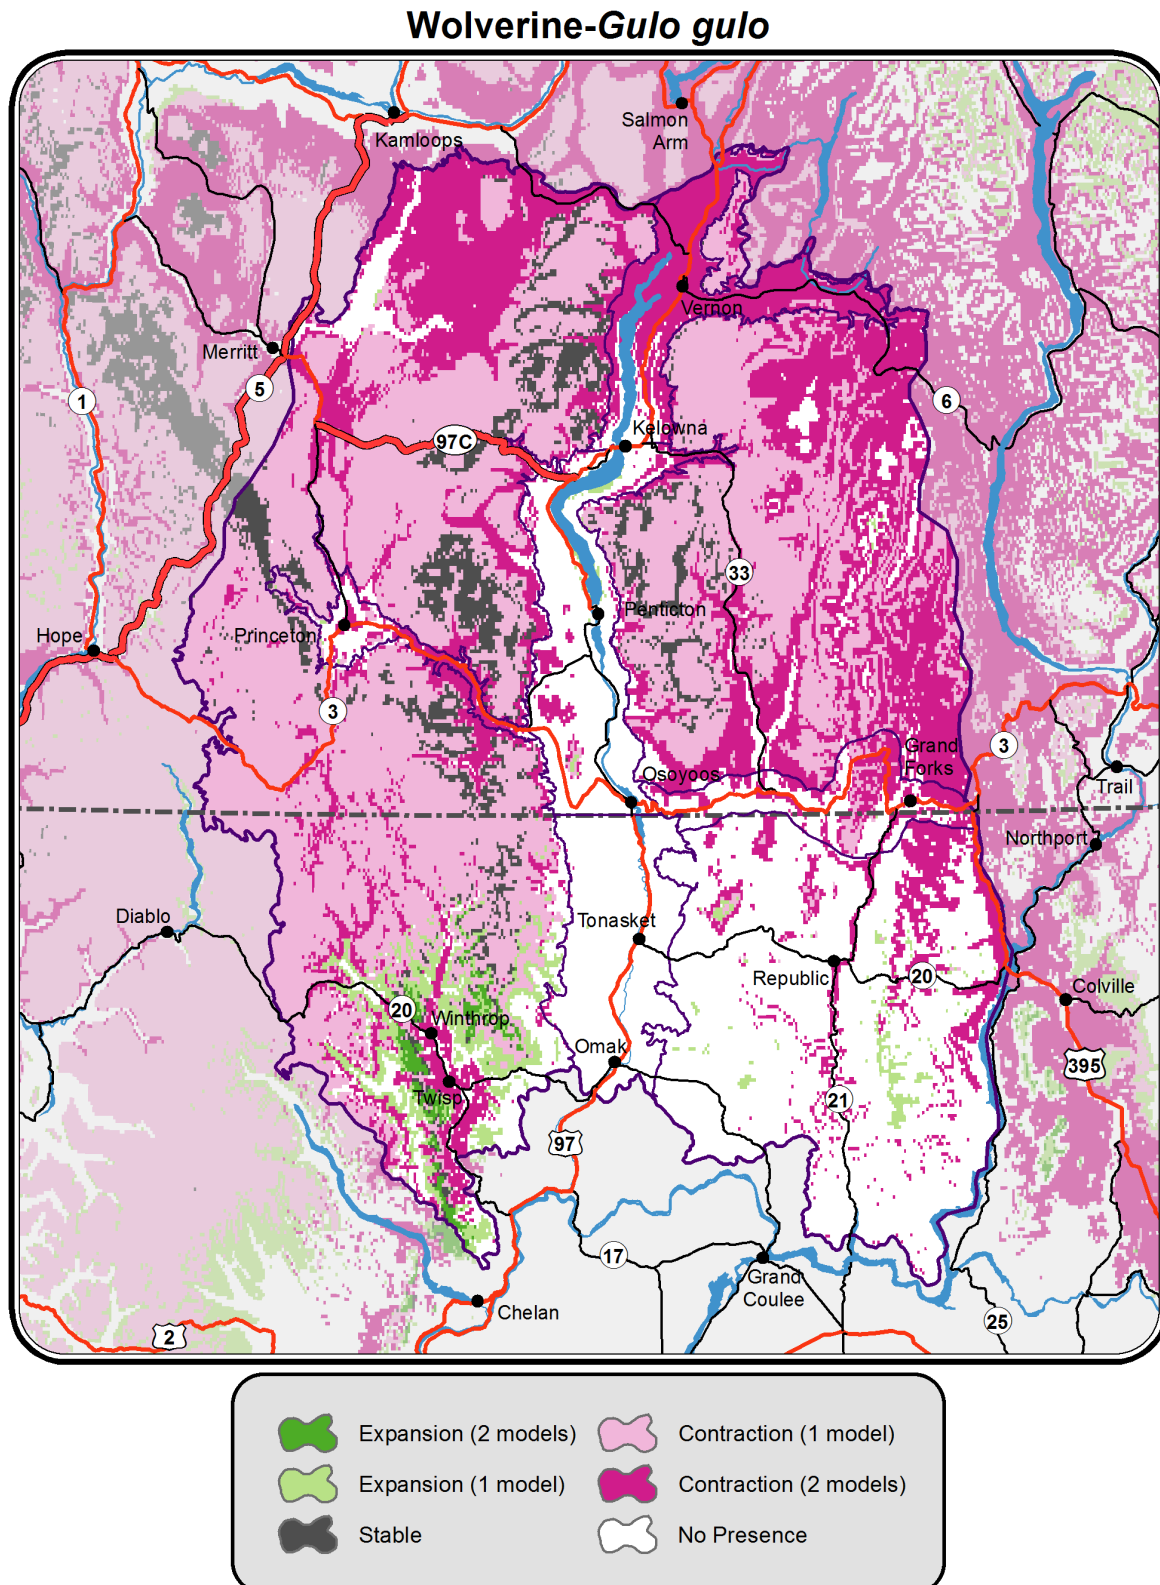 Wolverine-Gulo gulo
Kamloops
Salmon
Arm
Vernon
Merritt
1
5
6
97C
Kelowna
33
Penticton
Hope
Princeton
3
3
Grand
Forks
Osoyoos
Trail
Northport
Diablo
Tonasket
Republic
20
Colville
20
Winthrop
Omak
395
Twisp
21
97
17
Grand
Coulee
Chelan
25
2
Expansion (2 models)
Contraction (1 model)
Expansion (1 model)
Contraction (2 models)
Stable
No Presence